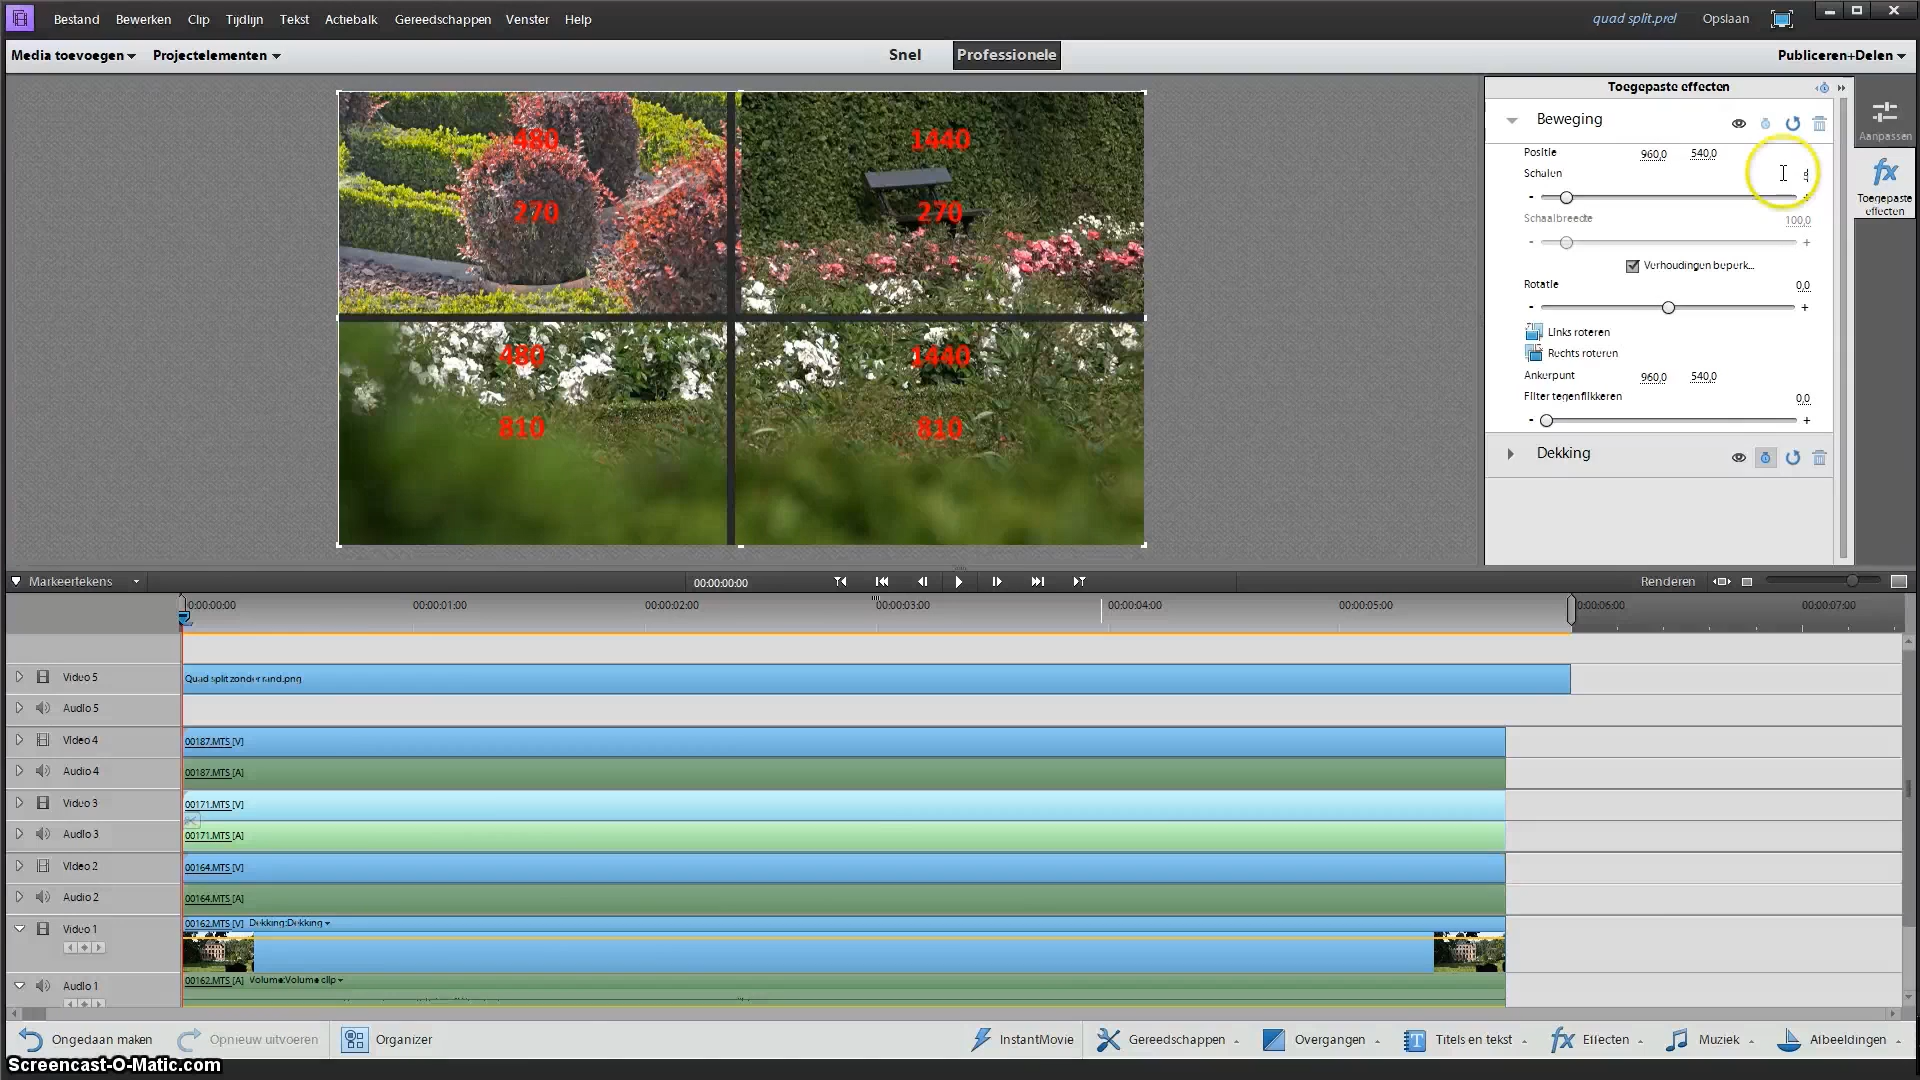 Bestand Bewerken Clip Tijdlijn Tekst Actiebalk Gereedschappen Venster Help quad split.prel Opslaan
Media toevoegen Projectelementen Snel Professionele Publiceren+Delen
Toegepaste effecten
Beweging
Aanpassen
Positie 960,0 540,0
Schalen
Toegepaste
effecten
Schaalbreedte 100,0
Verhoudingen beperk...
Rotatie 0,0
Links roteren
Rechts roteren
Ankerpunt 960,0 540,0
Filter tegenflikkeren 0,0
Dekking
480 1440
270 270
480 1440
810 810
Markeertekens 00:00:00:00 Renderen
0:00:00:00 00:00:01:00 00:00:02:00 00:00:03:00 00:00:04:00 00:00:05:00 0:00:06:00 00:00:07:00
Video 5 Quad split zonder rand.png
Audio 5
Video 4 00187.MTS [V]
Audio 4 00187.MTS [A]
Video 3 00171.MTS [V]
Audio 3 00171.MTS [A]
Video 2 00164.MTS [V]
Audio 2 00164.MTS [A]
Video 1 00162.MTS [V] Dekking:Dekking
Audio 1 00162.MTS [A] Volume:Volume clip
Ongedaan maken Opnieuw uitvoeren Organizer InstantMovie Gereedschappen Overgangen Titels en tekst Effecten Muziek Afbeeldingen
Screencast-O-Matic.com